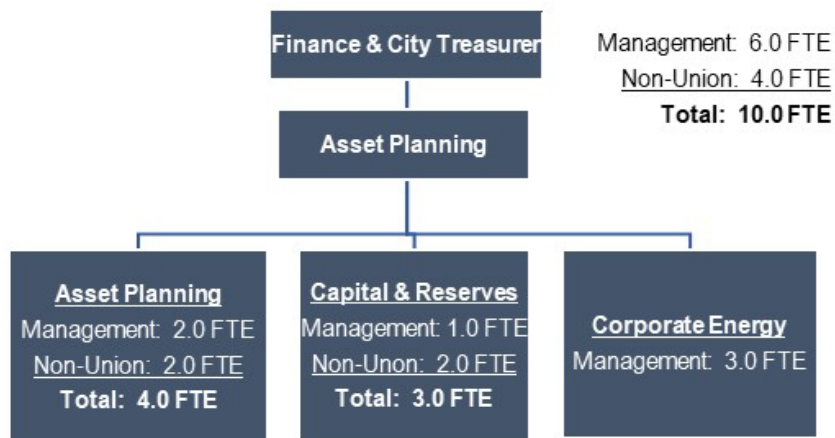 Finance & City Treasurer
Management: 6.0 FTE
Non-Union: 4.0 FTE
Total: 10.0 FTE
Asset Planning
Asset Planning
Management: 2.0 FTE
Non-Union: 2.0 FTE
Total: 4.0 FTE
Capital & Reserves
Management: 1.0 FTE
Non-Unon: 2.0 FTE
Total: 3.0 FTE
Corporate Energy
Management: 3.0 FTE